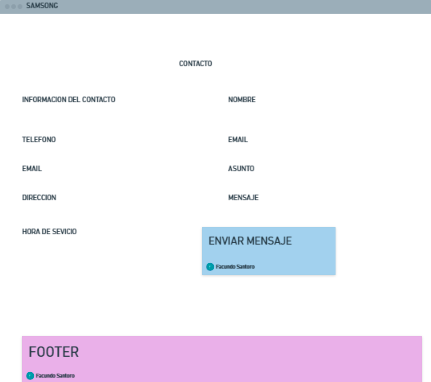 SAMSONG
CONTACTO
INFORMACION DEL CONTACTO
NOMBRE
TELEFONO
EMAIL
EMAIL
ASUNTO
DIRECCION
MENSAJE
HORA DE SEVICIO
ENVIAR MENSAJE
Facundo Santoro
FOOTER
Facundo Santoro